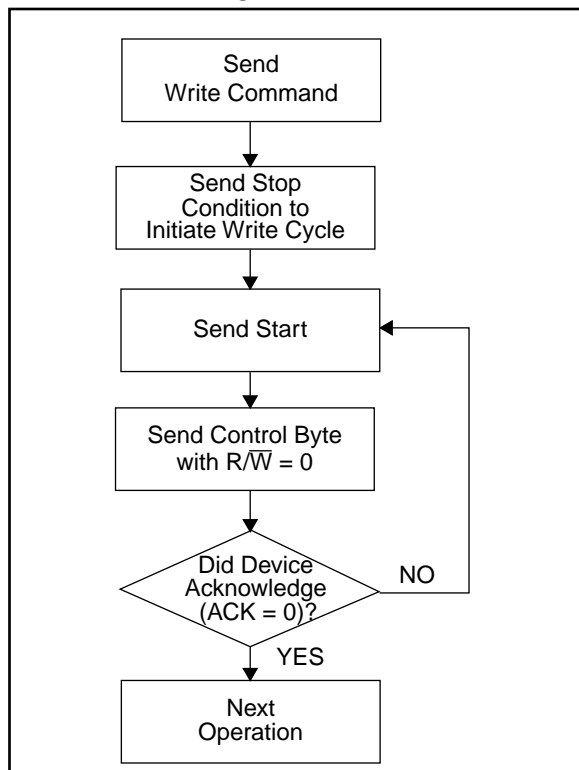 Send
Write Command
Send Stop
Condition to
Initiate Write Cycle
Send Start
Send Control Byte
with R/W̅ = 0
Did Device
Acknowledge
(ACK = 0)?
NO
YES
Next
Operation